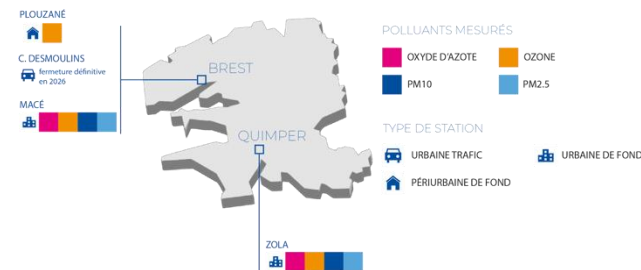 PLOUZANÉ
C. DESMOULINS
fermeture définitive
en 2026
MACÉ
BREST
QUIMPER
ZOLA
POLLUANTS MESURÉS
OXYDE D'AZOTE
OZONE
PM10
PM2.5
TYPE DE STATION
URBAINE TRAFIC
URBAINE DE FOND
PÉRIURBAINE DE FOND